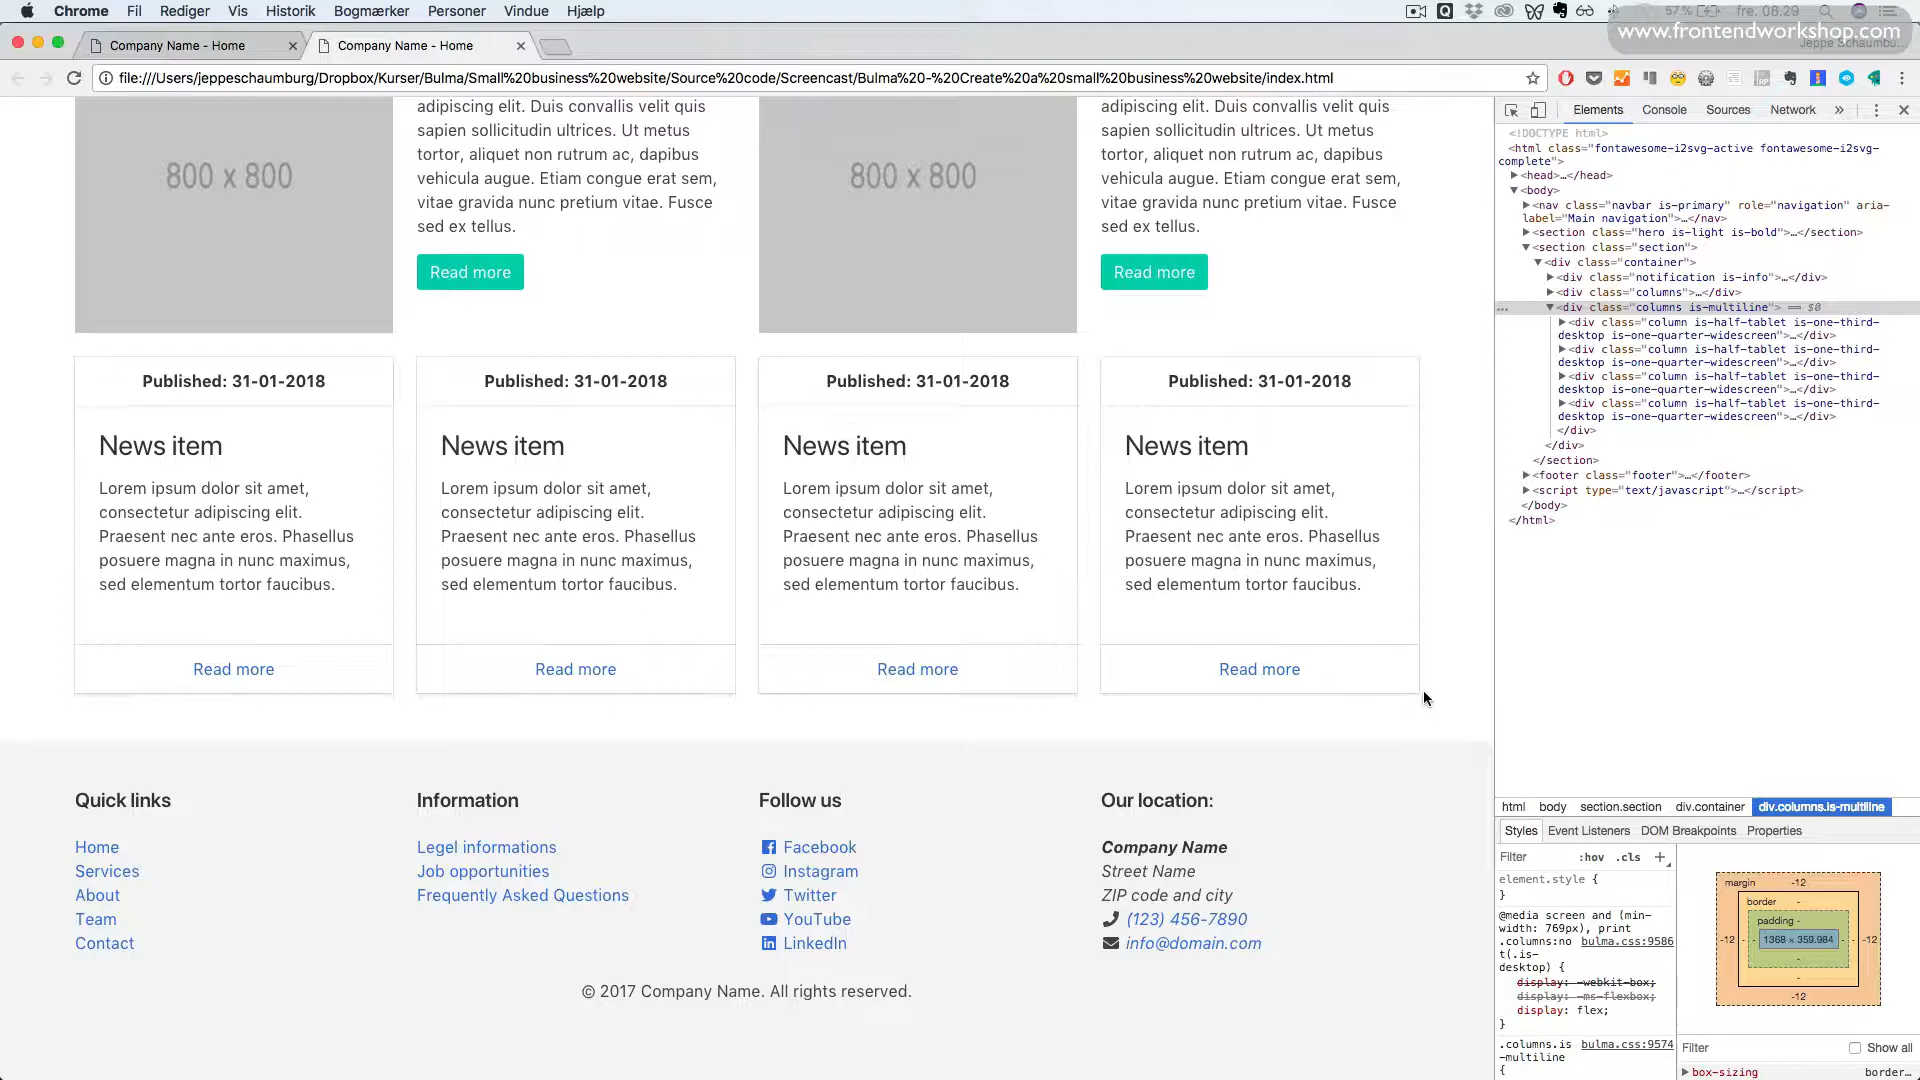 Chrome Fil Rediger Vis Historik Bogmærker Personer Vindue Hjælp
57% fre. 08.29
www.frontendworkshop.com
Company Name - Home
Company Name - Home
Jeppe Schaumbu...
file:///Users/jeppeschaumburg/Dropbox/Kurser/Bulma/Small%20business%20website/Source%20code/Screencast/Bulma%20-%20Create%20a%20small%20business%20website/index.html
800 x 800
adipiscing elit. Duis convallis velit quis
sapien sollicitudin ultrices. Ut metus
tortor, aliquet non rutrum ac, dapibus
vehicula augue. Etiam congue erat sem,
vitae gravida nunc pretium vitae. Fusce
sed ex tellus.
Read more
800 x 800
adipiscing elit. Duis convallis velit quis
sapien sollicitudin ultrices. Ut metus
tortor, aliquet non rutrum ac, dapibus
vehicula augue. Etiam congue erat sem,
vitae gravida nunc pretium vitae. Fusce
sed ex tellus.
Read more
Published: 31-01-2018
News item
Lorem ipsum dolor sit amet,
consectetur adipiscing elit.
Praesent nec ante eros. Phasellus
posuere magna in nunc maximus,
sed elementum tortor faucibus.
Read more
Published: 31-01-2018
News item
Lorem ipsum dolor sit amet,
consectetur adipiscing elit.
Praesent nec ante eros. Phasellus
posuere magna in nunc maximus,
sed elementum tortor faucibus.
Read more
Published: 31-01-2018
News item
Lorem ipsum dolor sit amet,
consectetur adipiscing elit.
Praesent nec ante eros. Phasellus
posuere magna in nunc maximus,
sed elementum tortor faucibus.
Read more
Published: 31-01-2018
News item
Lorem ipsum dolor sit amet,
consectetur adipiscing elit.
Praesent nec ante eros. Phasellus
posuere magna in nunc maximus,
sed elementum tortor faucibus.
Read more
Quick links
Home
Services
About
Team
Contact
Information
Legel informations
Job opportunities
Frequently Asked Questions
Follow us
Facebook
Instagram
Twitter
YouTube
LinkedIn
Our location:
Company Name
Street Name
ZIP code and city
(123) 456-7890
info@domain.com
© 2017 Company Name. All rights reserved.
Elements Console Sources Network »
<!DOCTYPE html>
<html class="fontawesome-i2svg-active fontawesome-i2svg-
complete">
<head>…</head>
<body>
<nav class="navbar is-primary" role="navigation" aria-
label="Main navigation">…</nav>
<section class="hero is-light is-bold">…</section>
<section class="section">
<div class="container">
<div class="notification is-info">…</div>
<div class="columns">…</div>
<div class="columns is-multiline"> == $0
<div class="column is-half-tablet is-one-third-
desktop is-one-quarter-widescreen">…</div>
<div class="column is-half-tablet is-one-third-
desktop is-one-quarter-widescreen">…</div>
<div class="column is-half-tablet is-one-third-
desktop is-one-quarter-widescreen">…</div>
<div class="column is-half-tablet is-one-third-
desktop is-one-quarter-widescreen">…</div>
</div>
</div>
</section>
<footer class="footer">…</footer>
<script type="text/javascript">…</script>
</body>
</html>
html body section.section div.container div.columns.is-multiline
Styles Event Listeners DOM Breakpoints Properties
Filter :hov .cls +
element.style {
}
@media screen and (min-
width: 769px), print
.columns:no bulma.css:9586
t(.is-
desktop) {
display: -webkit-box;
display: -ms-flexbox;
display: flex;
}
.columns.is bulma.css:9574
-multiline
{
margin -12
border -
padding -
-12 - - 1368 × 359.984 - - -12
-
-
-12
Filter Show all
box-sizing border…